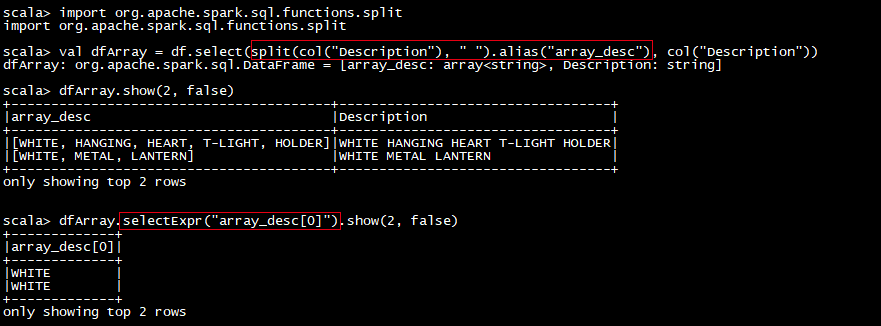 scala> import org.apache.spark.sql.functions.split
import org.apache.spark.sql.functions.split
scala> val dfArray = df.select(split(col("Description"), " ").alias("array_desc"), col("Description"))
dfArray: org.apache.spark.sql.DataFrame = [array_desc: array<string>, Description: string]
scala> dfArray.show(2, false)
+----------------------------------------+----------------------------------+
|array_desc                              |Description                       |
+----------------------------------------+----------------------------------+
|[WHITE, HANGING, HEART, T-LIGHT, HOLDER]|WHITE HANGING HEART T-LIGHT HOLDER|
|[WHITE, METAL, LANTERN]                 |WHITE METAL LANTERN               |
+----------------------------------------+----------------------------------+
only showing top 2 rows
scala> dfArray.selectExpr("array_desc[0]").show(2, false)
+-------------+
|array_desc[0]|
+-------------+
|WHITE        |
|WHITE        |
+-------------+
only showing top 2 rows